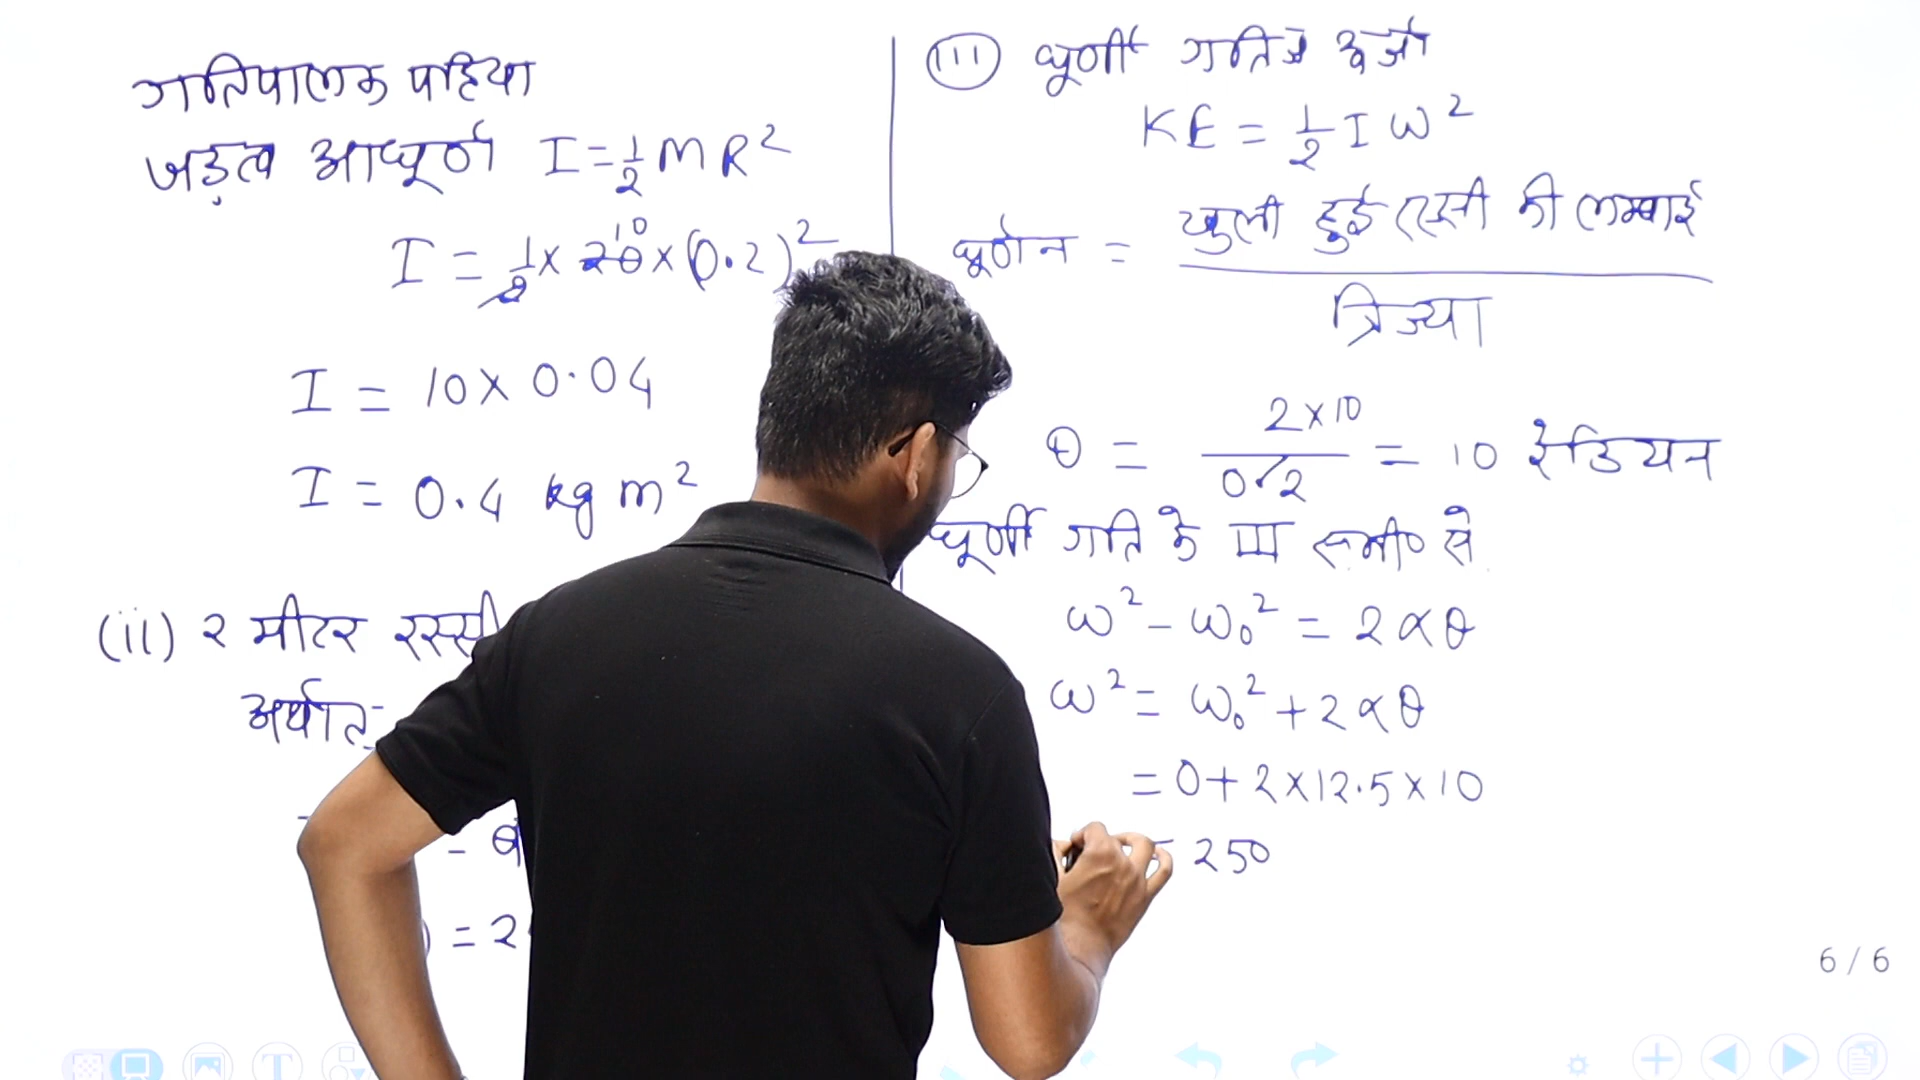 गतिपालक पहिया
जड़त्व आघूर्ण I = 1/2 M R²
I = 1/2 × 20 10 × (0.2)²
I = 10 × 0.04
I = 0.4 kg m²
(ii) २ मीटर रस्सी
अर्थात
= 2
(III) घूर्णी गतिज ऊर्जा
KE = 1/2 I ω²
घूर्णन = खुली हुई रस्सी की लम्बाई / त्रिज्या
θ = 2×10 / 0/2 = 10 रेडियन
घूर्णी गति के III समी० से
ω² - ω₀² = 2αθ
ω² = ω₀² + 2αθ
= 0 + 2 × 12.5 × 10
= 250
6 / 6